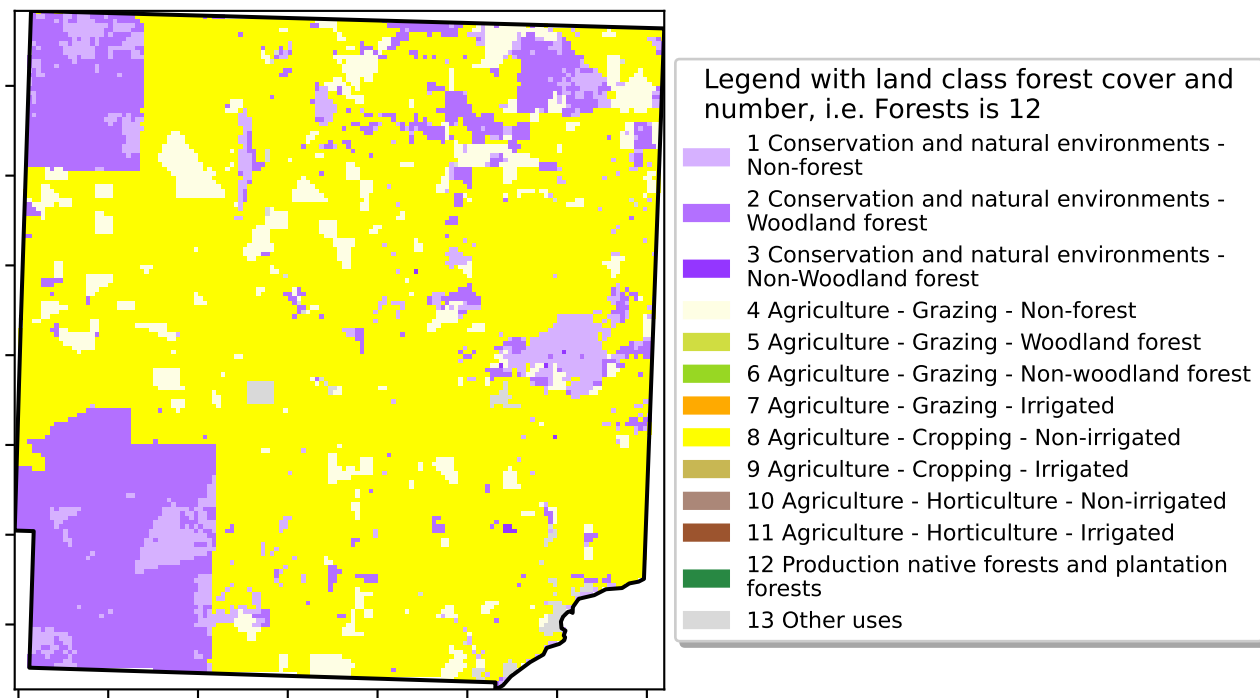 Legend with land class forest cover and
number, i.e. Forests is 12
1 Conservation and natural environments -
Non-forest
2 Conservation and natural environments -
Woodland forest
3 Conservation and natural environments -
Non-Woodland forest
4 Agriculture - Grazing - Non-forest
5 Agriculture - Grazing - Woodland forest
6 Agriculture - Grazing - Non-woodland forest
7 Agriculture - Grazing - Irrigated
8 Agriculture - Cropping - Non-irrigated
9 Agriculture - Cropping - Irrigated
10 Agriculture - Horticulture - Non-irrigated
11 Agriculture - Horticulture - Irrigated
12 Production native forests and plantation
forests
13 Other uses